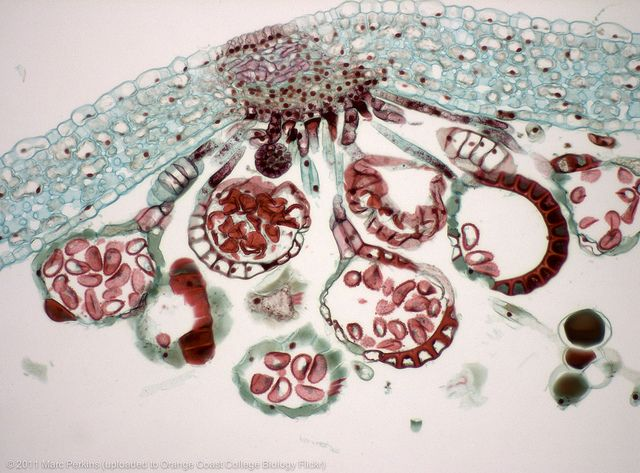 © 2011 Marc Perkins (uploaded to Orange Coast College Biology Flickr)